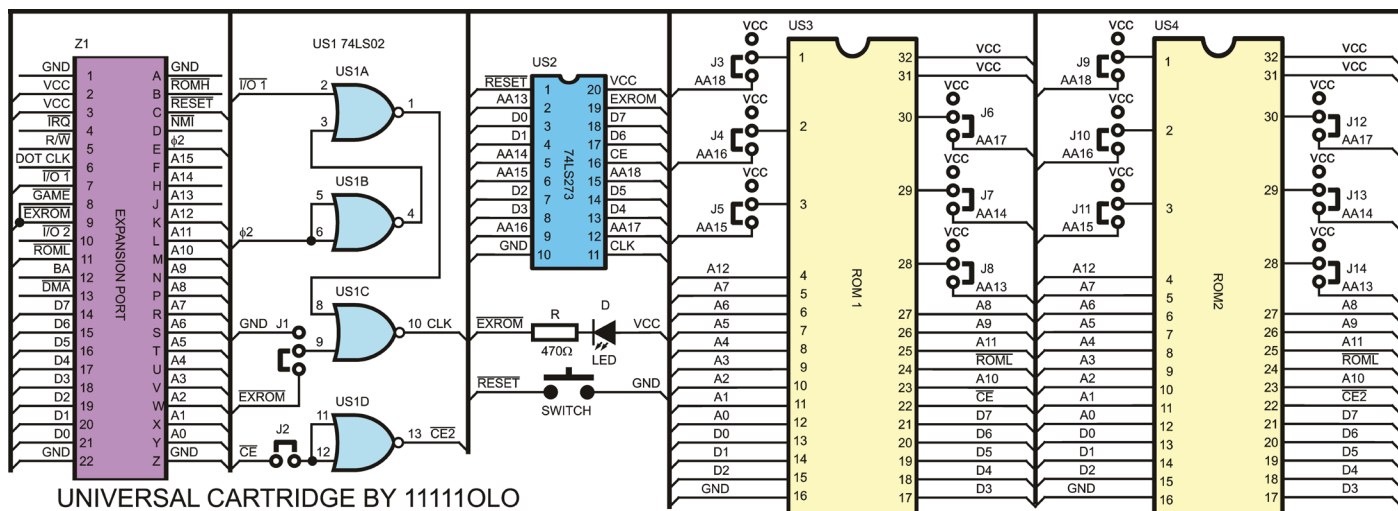 Z1
GND 1 A GND
VCC 2 B ROMH
VCC 3 C RESET
IRQ 4 D NMI
R/W 5 E ϕ2
DOT CLK 6 F A15
I/O 1 7 H A14
GAME 8 J A13
EXROM 9 K A12
I/O 2 10 L A11
ROML 11 M A10
BA 12 N A9
DMA 13 P A8
D7 14 R A7
D6 15 S A6
D5 16 T A5
D4 17 U A4
D3 18 V A3
D2 19 W A2
D1 20 X A1
D0 21 Y A0
GND 22 Z GND
EXPANSION PORT
US1 74LS02
US1A
I/O 1 2 1
3
US1B
5 4
ϕ2 6
US1C
8
GND J1 10 CLK
9
EXROM
US1D
11
J2 13 CE2
CE 12
US2
RESET 1 20 VCC
AA13 2 19 EXROM
D0 3 18 D7
D1 4 17 D6
AA14 5 16 CE
AA15 6 15 AA18
D2 7 14 D5
D3 8 13 D4
AA16 9 12 AA17
GND 10 11 CLK
74LS273
EXROM R D VCC
470Ω LED
RESET GND
SWITCH
US3
VCC
J3 1 32 VCC
AA18 31 VCC
VCC VCC
J4 2 30 J6
AA16 AA17
VCC VCC
J5 3 29 J7
AA15 AA14
VCC
28 J8
AA13
A12 4
A7 5 27 A8
A6 6 26 A9
A5 7 25 A11
A4 8 24 ROML
A3 9 23 A10
A2 10 22 CE
A1 11 21 D7
A0 12 20 D6
D0 13 19 D5
D1 14 18 D4
D2 15 17 D3
GND 16
ROM 1
US4
VCC
J9 1 32 VCC
AA18 31 VCC
VCC VCC
J10 2 30 J12
AA16 AA17
VCC VCC
J11 3 29 J13
AA15 AA14
VCC
28 J14
AA13
A12 4
A7 5 27 A8
A6 6 26 A9
A5 7 25 A11
A4 8 24 ROML
A3 9 23 A10
A2 10 22 CE2
A1 11 21 D7
A0 12 20 D6
D0 13 19 D5
D1 14 18 D4
D2 15 17 D3
GND 16
ROM2
UNIVERSAL CARTRIDGE BY 11111OLO